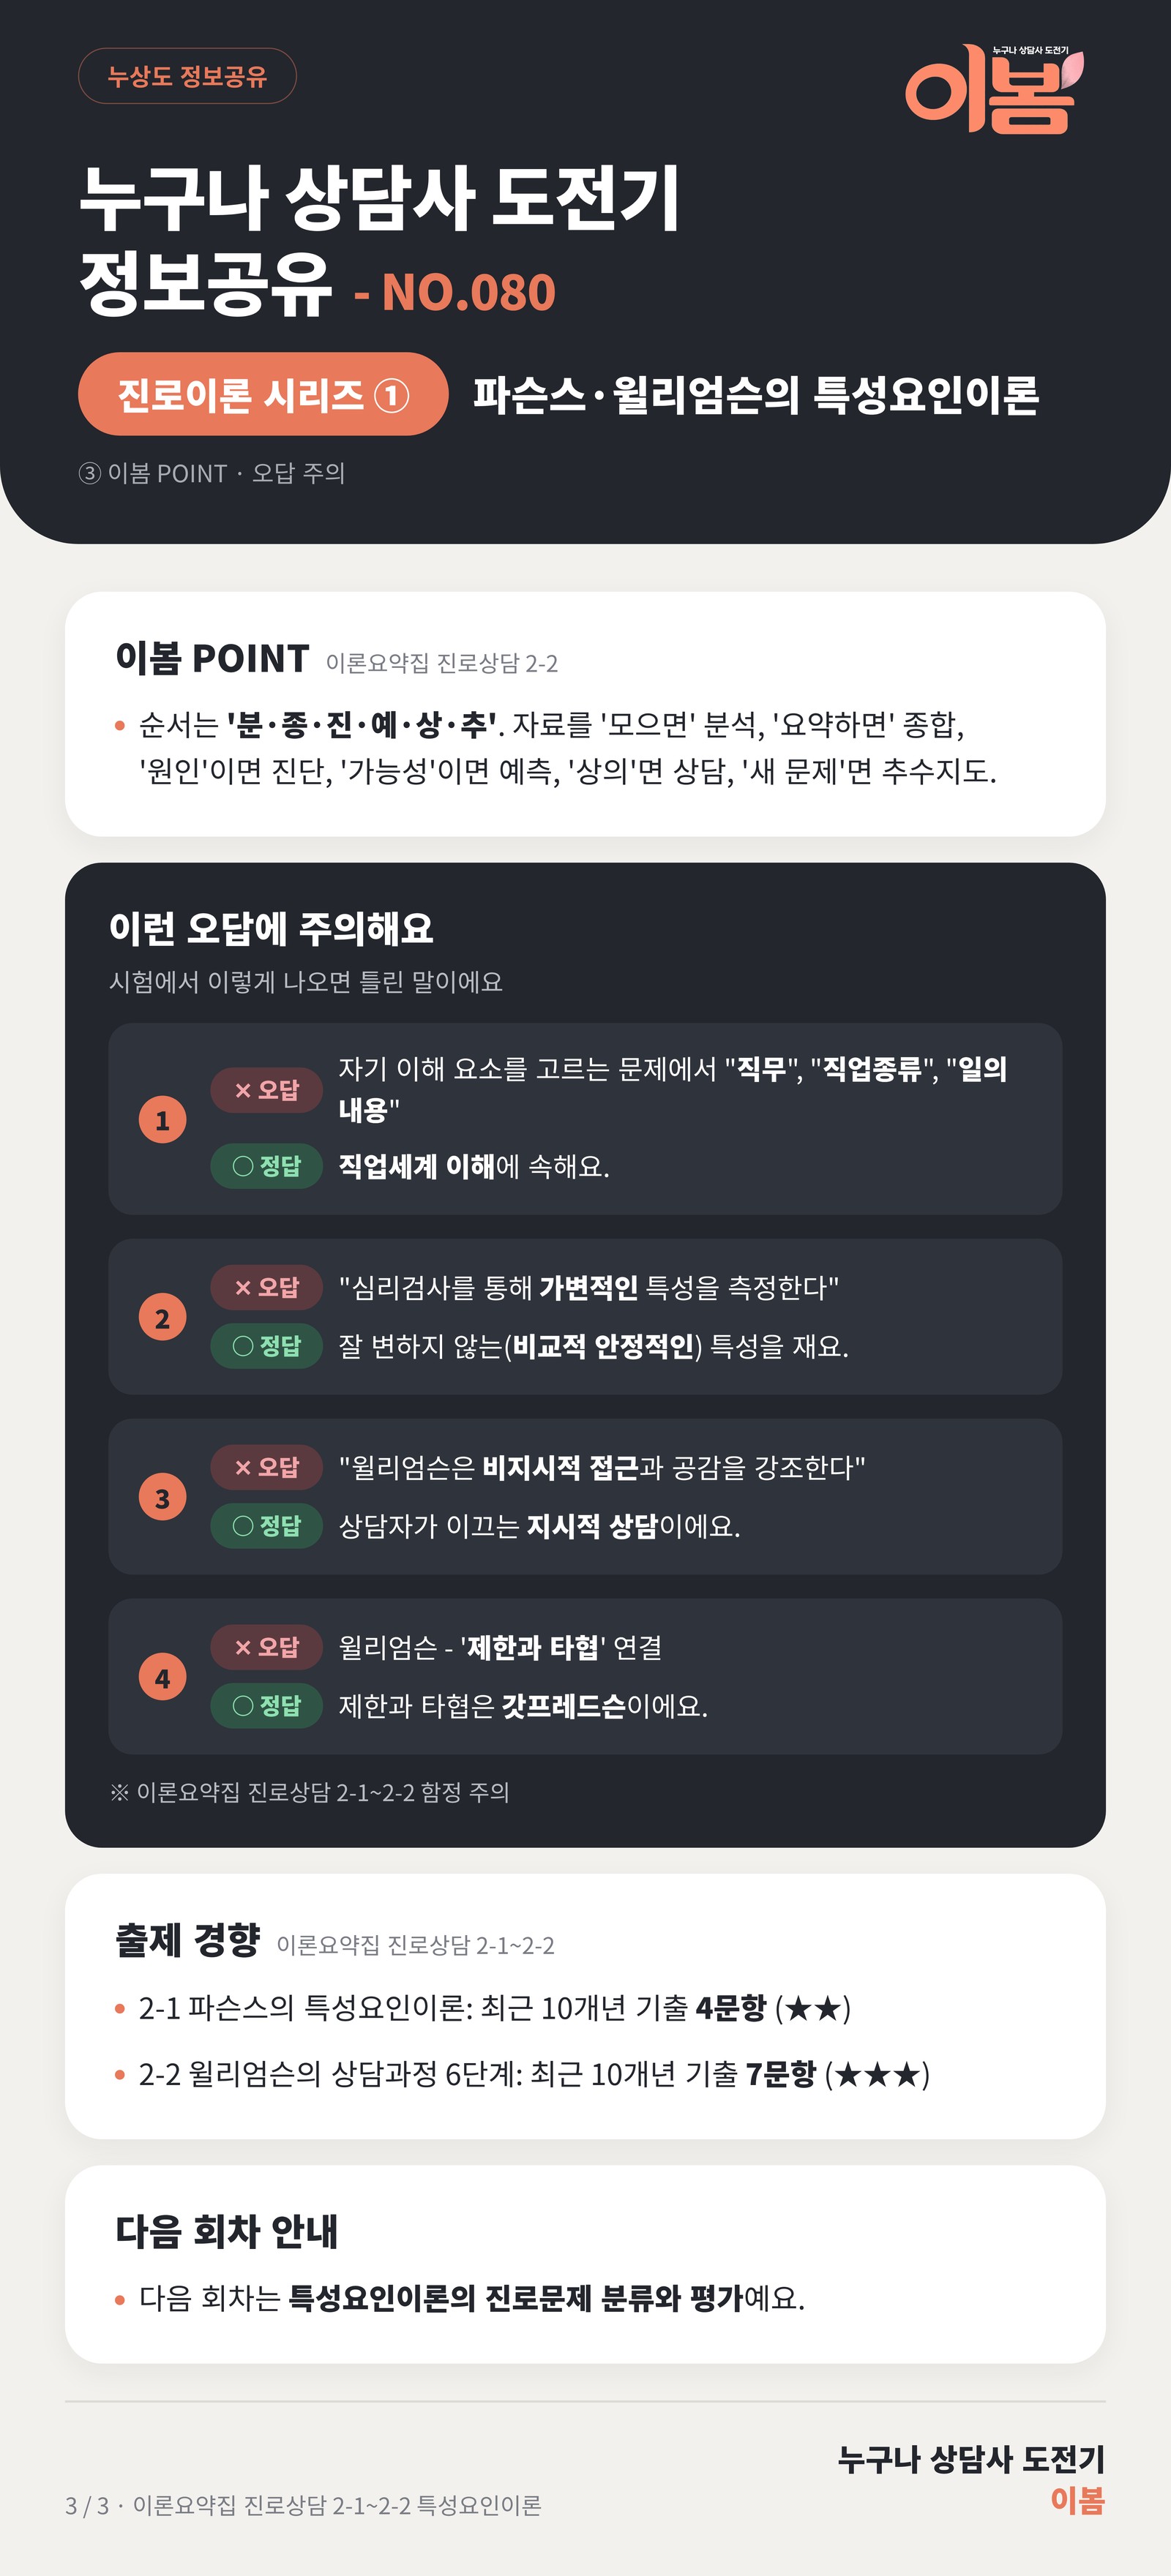 누상도 정보공유
누구나 상담사 도전기
이봄
누구나 상담사 도전기
정보공유 - NO.080
진로이론 시리즈 ① 파슨스·윌리엄슨의 특성요인이론
③ 이봄 POINT · 오답 주의
이봄 POINT 이론요약집 진로상담 2-2
• 순서는 '분·종·진·예·상·추'. 자료를 '모으면' 분석, '요약하면' 종합,
'원인'이면 진단, '가능성'이면 예측, '상의'면 상담, '새 문제'면 추수지도.
이런 오답에 주의해요
시험에서 이렇게 나오면 틀린 말이에요
1
× 오답 자기 이해 요소를 고르는 문제에서 "직무", "직업종류", "일의
내용"
○ 정답 직업세계 이해에 속해요.
2
× 오답 "심리검사를 통해 가변적인 특성을 측정한다"
○ 정답 잘 변하지 않는(비교적 안정적인) 특성을 재요.
3
× 오답 "윌리엄슨은 비지시적 접근과 공감을 강조한다"
○ 정답 상담자가 이끄는 지시적 상담이에요.
4
× 오답 윌리엄슨 - '제한과 타협' 연결
○ 정답 제한과 타협은 갓프레드슨이에요.
※ 이론요약집 진로상담 2-1~2-2 함정 주의
출제 경향 이론요약집 진로상담 2-1~2-2
• 2-1 파슨스의 특성요인이론: 최근 10개년 기출 4문항 (★★)
• 2-2 윌리엄슨의 상담과정 6단계: 최근 10개년 기출 7문항 (★★★)
다음 회차 안내
• 다음 회차는 특성요인이론의 진로문제 분류와 평가예요.
누구나 상담사 도전기
3 / 3 · 이론요약집 진로상담 2-1~2-2 특성요인이론
이봄